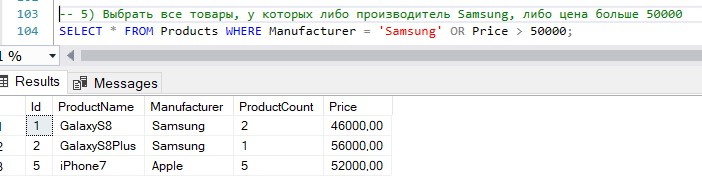 103 -- 5) Выбрать все товары, у которых либо производитель Samsung, либо цена больше 50000
104 SELECT * FROM Products WHERE Manufacturer = 'Samsung' OR Price > 50000;
1 %
Results Messages
Id ProductName Manufacturer ProductCount Price
1 GalaxyS8 Samsung 2 46000,00
2 2 GalaxyS8Plus Samsung 1 56000,00
3 5 iPhone7 Apple 5 52000,00